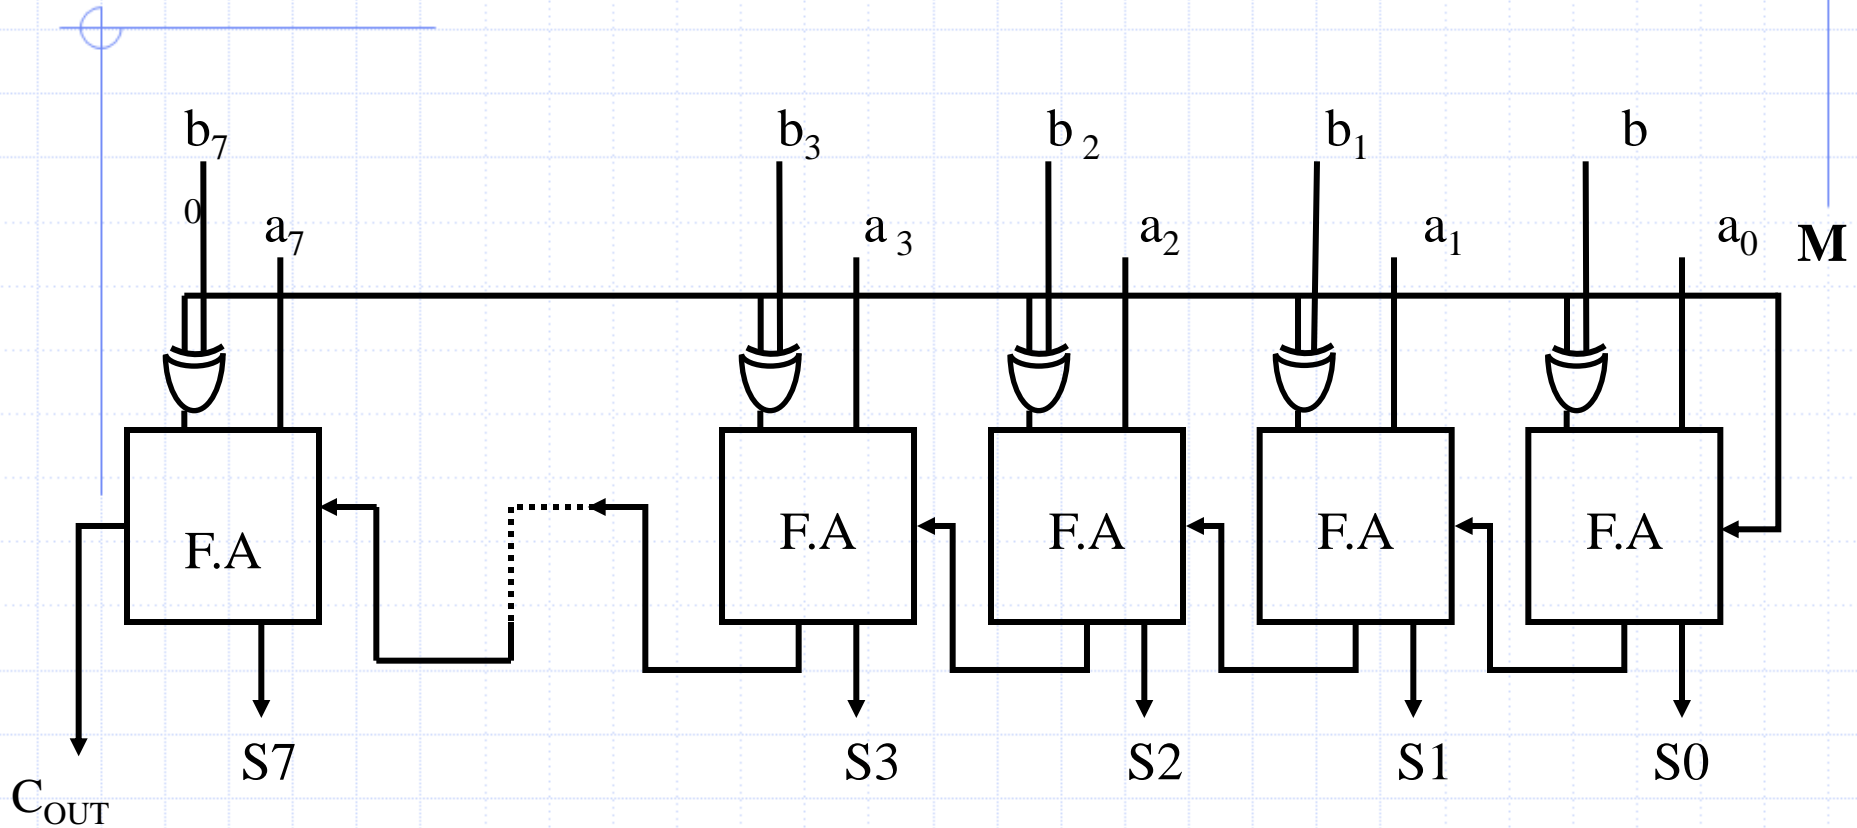 b7 b3 b 2 b1 b
0 a7 a 3 a2 a1 a0 M
F.A F.A F.A F.A F.A
S7 S3 S2 S1 S0
COUT